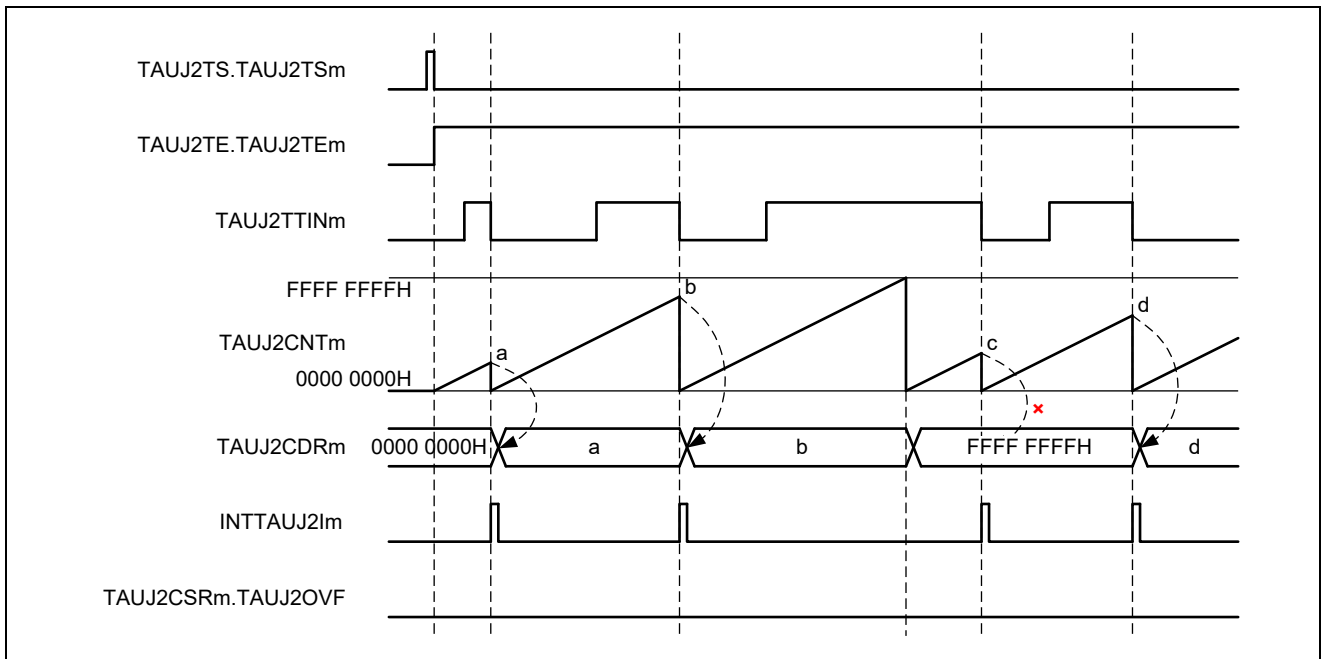 TAUJ2TS.TAUJ2TSm
TAUJ2TE.TAUJ2TEm
TAUJ2TTINm
FFFF FFFFH
b
d
TAUJ2CNTm
a
c
0000 0000H
TAUJ2CDRm 0000 0000H a b FFFF FFFFH d
INTTAUJ2Im
TAUJ2CSRm.TAUJ2OVF